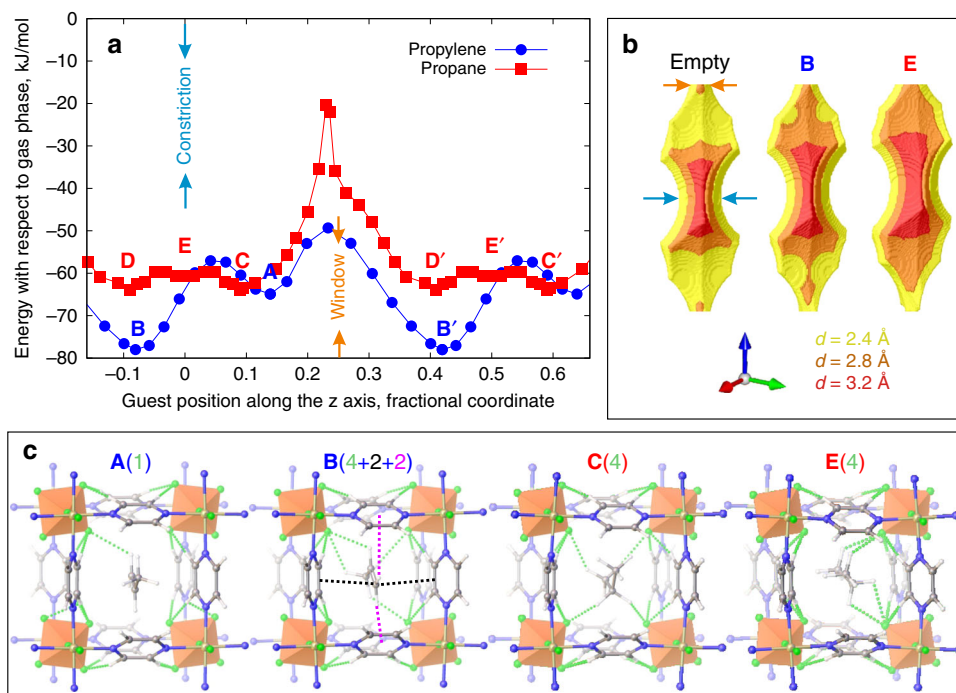 a
Energy with respect to gas phase, kJ/mol
0
–10
–20
–30
–40
–50
–60
–70
–80
Constriction
Propylene
Propane
D
E
C
A
B
Window
D′
E′
C′
B′
–0.1 0 0.1 0.2 0.3 0.4 0.5 0.6
Guest position along the z axis, fractional coordinate
b
Empty B E
d = 2.4 Å
d = 2.8 Å
d = 3.2 Å
c
A(1) B(4+2+2) C(4) E(4)